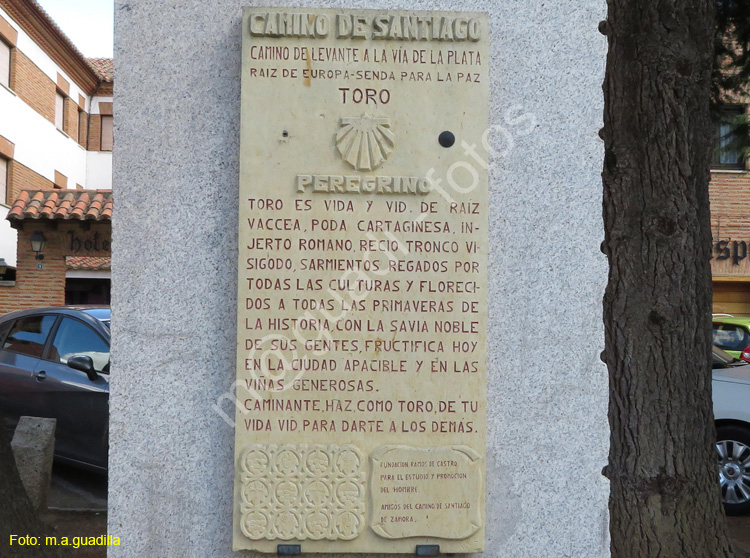 CAMINO DE SANTIAGO
CAMINO DE LEVANTE A LA VÍA DE LA PLATA
RAIZ DE EUROPA-SENDA PARA LA PAZ
TORO
PEREGRINO
TORO ES VIDA Y VID, DE RAÍZ
VACCEA, PODA CARTAGINESA, IN-
JERTO ROMANO, RECIO TRONCO VI-
SIGODO, SARMIENTOS REGADOS POR
TODAS LAS CULTURAS Y FLORECI-
DOS A TODAS LAS PRIMAVERAS DE
LA HISTORIA, CON LA SAVIA NOBLE
DE SUS GENTES, FRUCTIFICA HOY
EN LA CIUDAD APACIBLE Y EN LAS
VIÑAS GENEROSAS.
CAMINANTE, HAZ, COMO TORO, DE TU
VIDA VID, PARA DARTE A LOS DEMÁS.
FUNDACION RAMOS DE CASTRO
PARA EL ESTUDIO Y PROMOCION
DEL HOMBRE
AMIGOS DEL CAMINO DE SANTIAGO
DE ZAMORA,
hotel
esp
m@guadi-fotos
Foto: m.a.guadilla